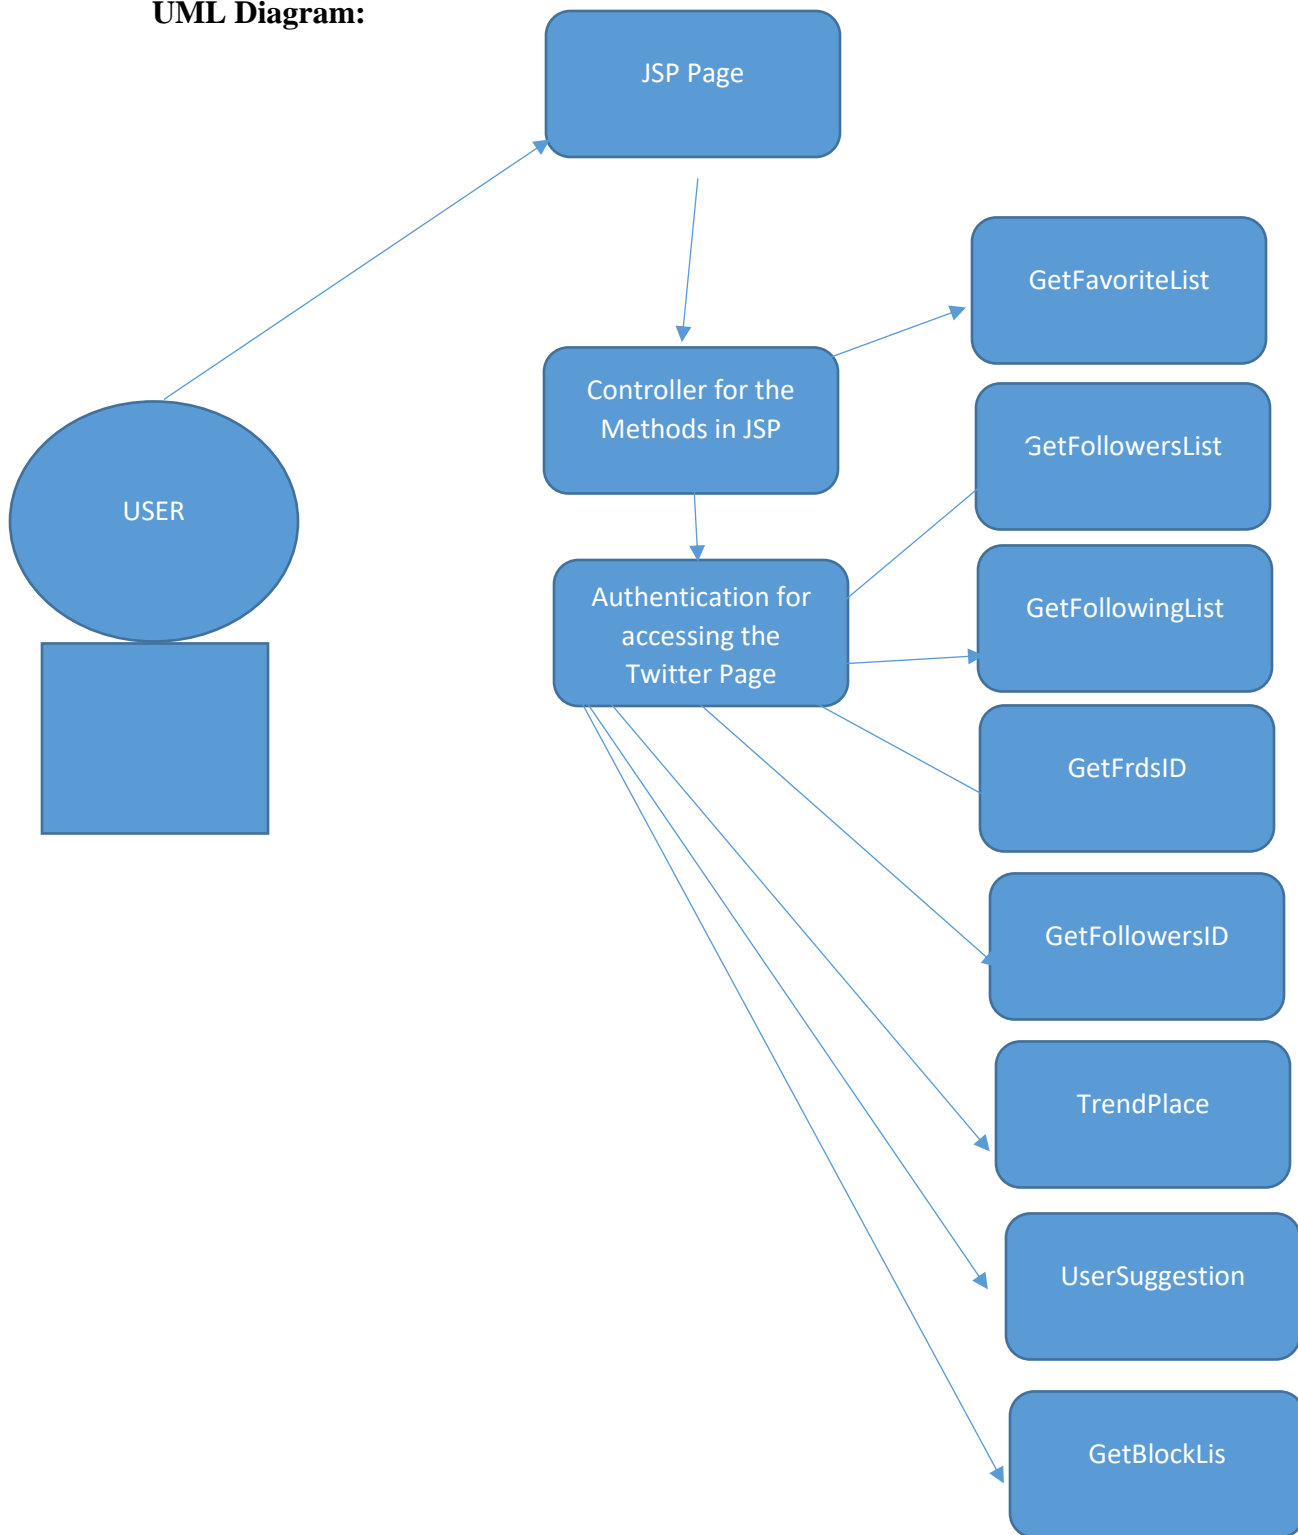 UML Diagram:
JSP Page
GetFavoriteList
Controller for the
Methods in JSP
GetFollowersList
USER
Authentication for
accessing the
Twitter Page
GetFollowingList
GetFrdsID
GetFollowersID
TrendPlace
UserSuggestion
GetBlockLis